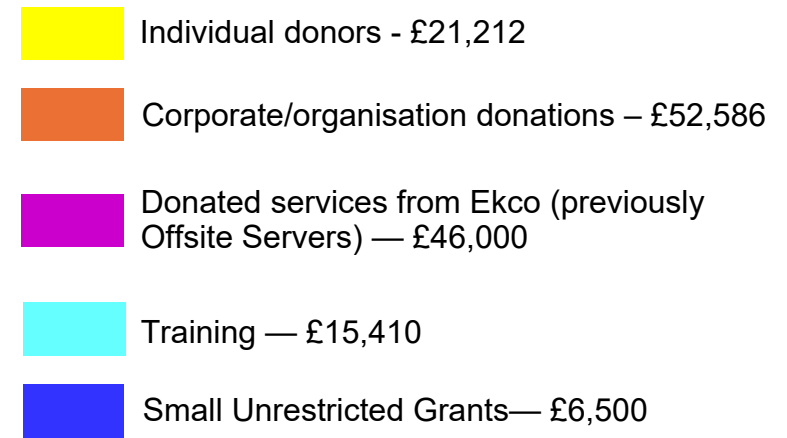 Individual donors - £21,212
Corporate/organisation donations – £52,586
Donated services from Ekco (previously
Offsite Servers) — £46,000
Training — £15,410
Small Unrestricted Grants— £6,500